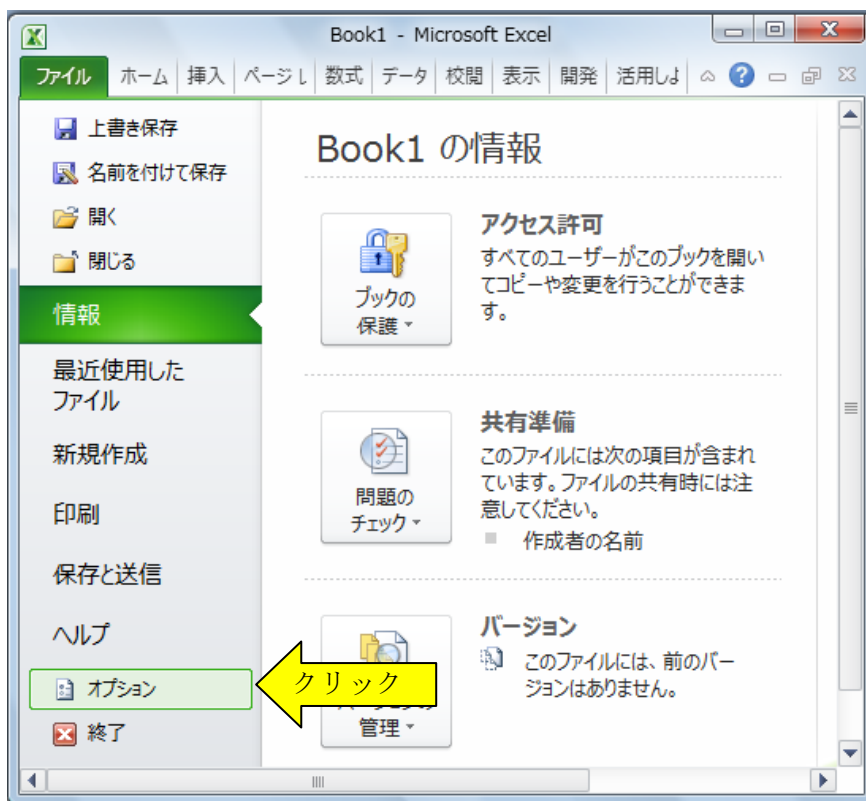 Book1 - Microsoft Excel
ファイル ホーム 挿入 ページ レ 数式 データ 校閲 表示 開発 活用しよ
上書き保存
名前を付けて保存
開く
閉じる
情報
最近使用した
ファイル
新規作成
印刷
保存と送信
ヘルプ
オプション
終了
Book1 の情報
ブックの
保護
アクセス許可
すべてのユーザーがこのブックを開い
てコピーや変更を行うことができま
す。
問題の
チェック
共有準備
このファイルには次の項目が含まれ
ています。ファイルの共有時には注
意してください。
作成者の名前
クリック
管理
バージョン
このファイルには、前のバー
ジョンはありません。